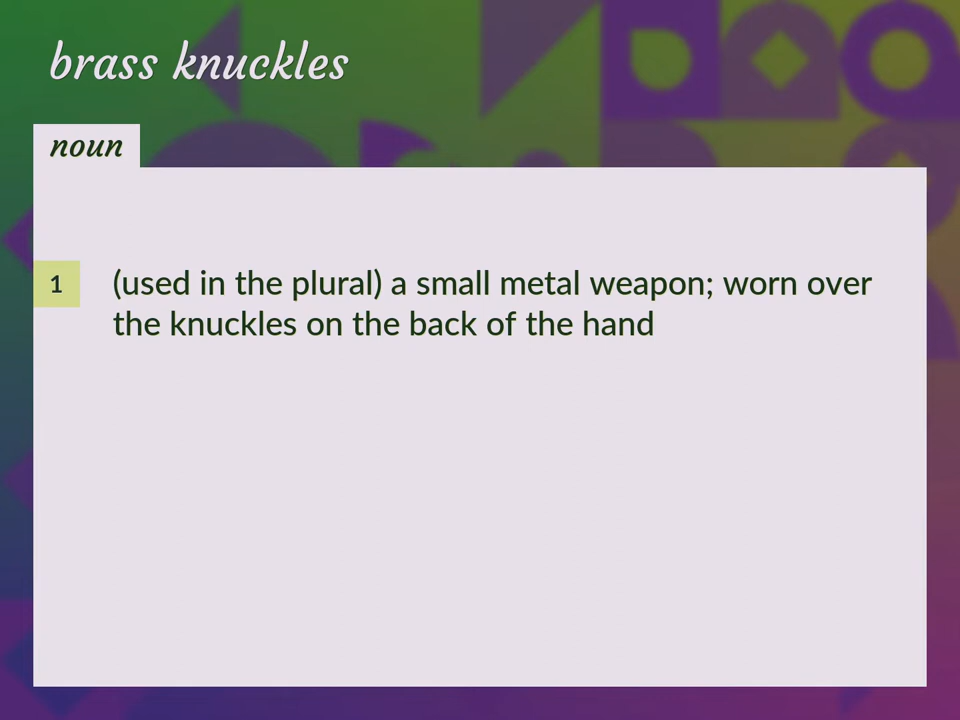 brass knuckles
noun
1
(used in the plural) a small metal weapon; worn over
the knuckles on the back of the hand